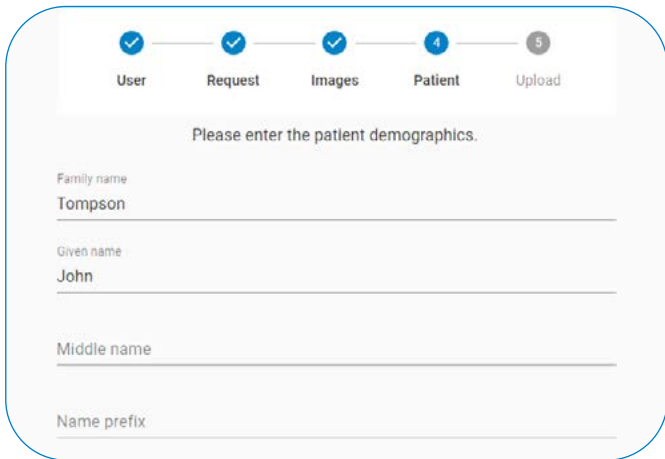 4 5
User Request Images Patient Upload
Please enter the patient demographics.
Family name
Tompson
Given name
John
Middle name
Name prefix